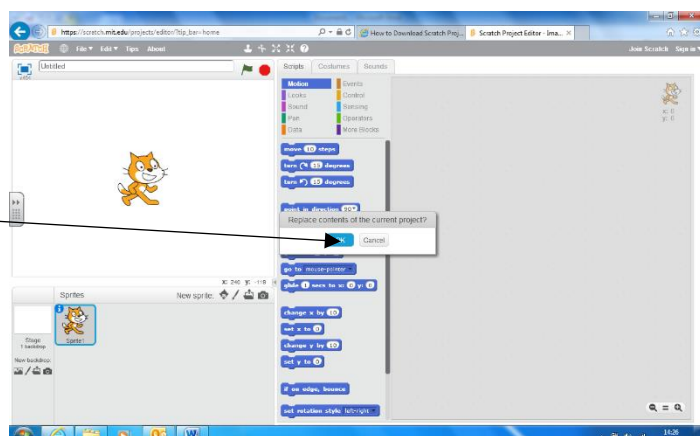 https://scratch.mit.edu/projects/editor/?tip_bar=home
How to Download Scratch Proj...
Scratch Project Editor - Ima...
SCRATCH File Edit Tips About
Join Scratch Sign in
Untitled
Scripts Costumes Sounds
Motion Events
Looks Control
Sound Sensing
Pen Operators
Data More Blocks
x: 0
y: 0
move 10 steps
turn 15 degrees
turn 15 degrees
point in direction 90
Replace contents of the current project?
OK Cancel
go to mouse-pointer
glide 1 secs to x: 0 y: 0
X: 240 y:
Sprites New sprite:
change x by 10
set x to 0
change y by 10
set y to 0
Stage
1 backdrop
Sprite1
New backdrop:
if on edge, bounce
set rotation style left-right
14:26